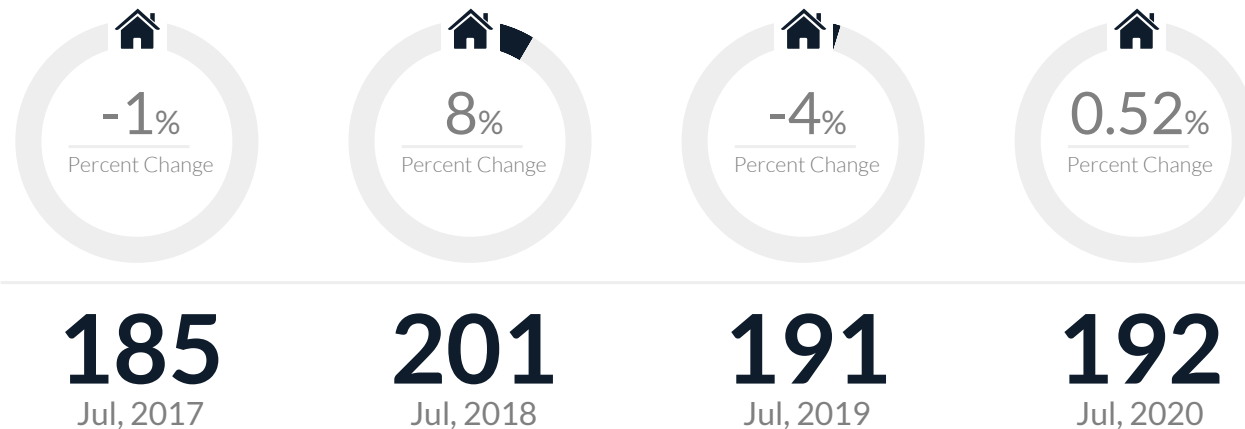 -1%
Percent Change
185
Jul, 2017
8%
Percent Change
201
Jul, 2018
-4%
Percent Change
191
Jul, 2019
0.52%
Percent Change
192
Jul, 2020